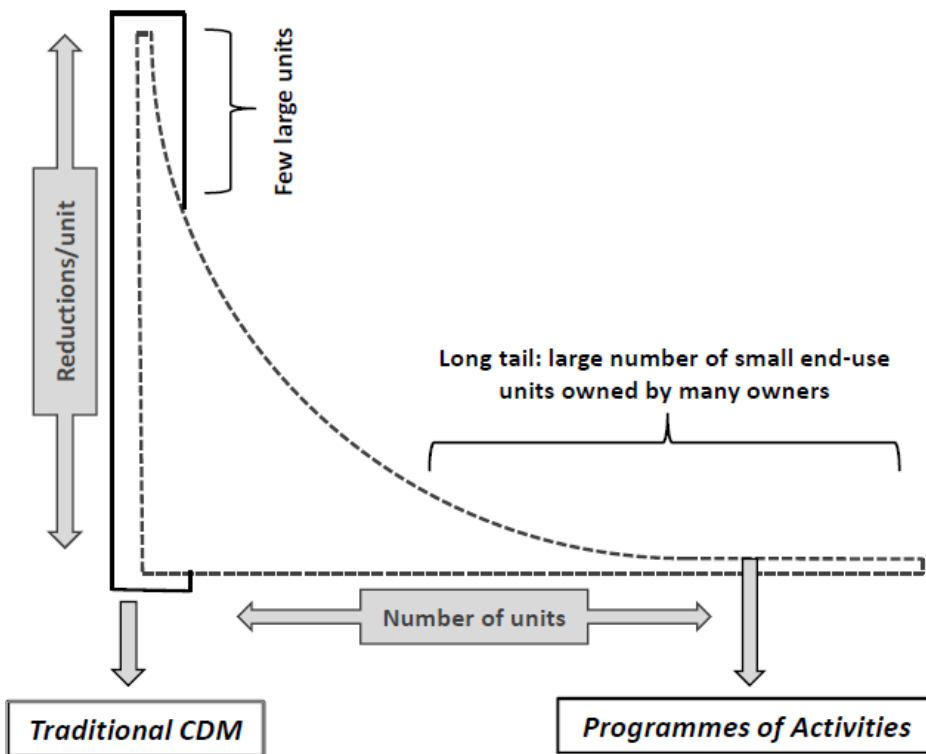 Few large units
Reductions/unit
Long tail: large number of small end-use
units owned by many owners
Number of units
Traditional CDM
Programmes of Activities